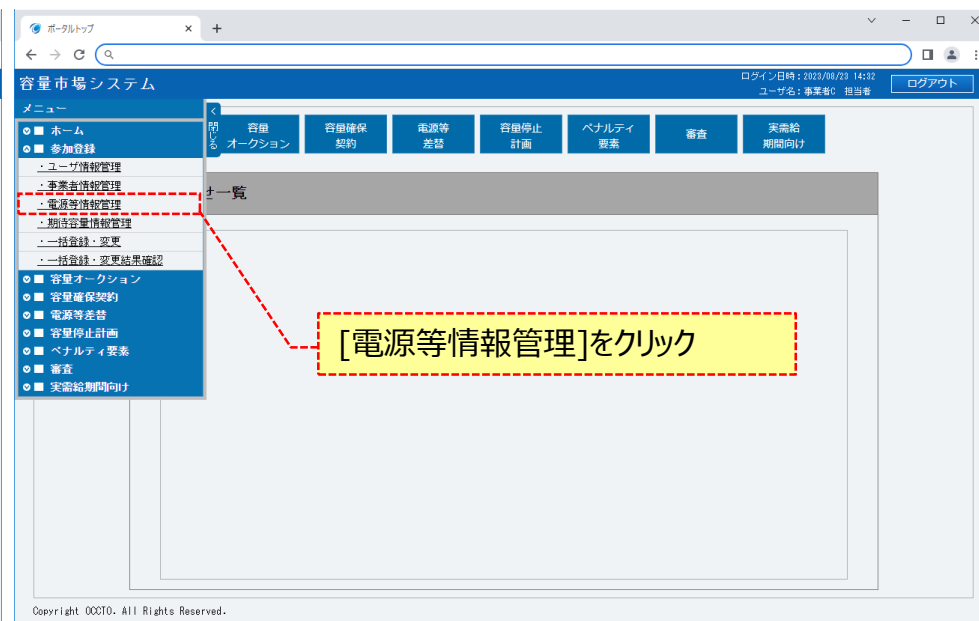 ポータルトップ
容量市場システム
ログイン日時：2023/08/23 14:32
ユーザ名：事業者C 担当者
ログアウト
メニュー
閉じる
ホーム
参加登録
・ユーザ情報管理
・事業者情報管理
・電源等情報管理
・期待容量情報管理
・一括登録・変更
・一括登録・変更結果確認
容量オークション
容量確保契約
電源等差替
容量停止計画
ペナルティ要素
審査
実需給期間向け
容量
オークション
容量確保
契約
電源等
差替
容量停止
計画
ペナルティ
要素
審査
実需給
期間向け
せ一覧
[電源等情報管理]をクリック
Copyright OCCTO. All Rights Reserved.